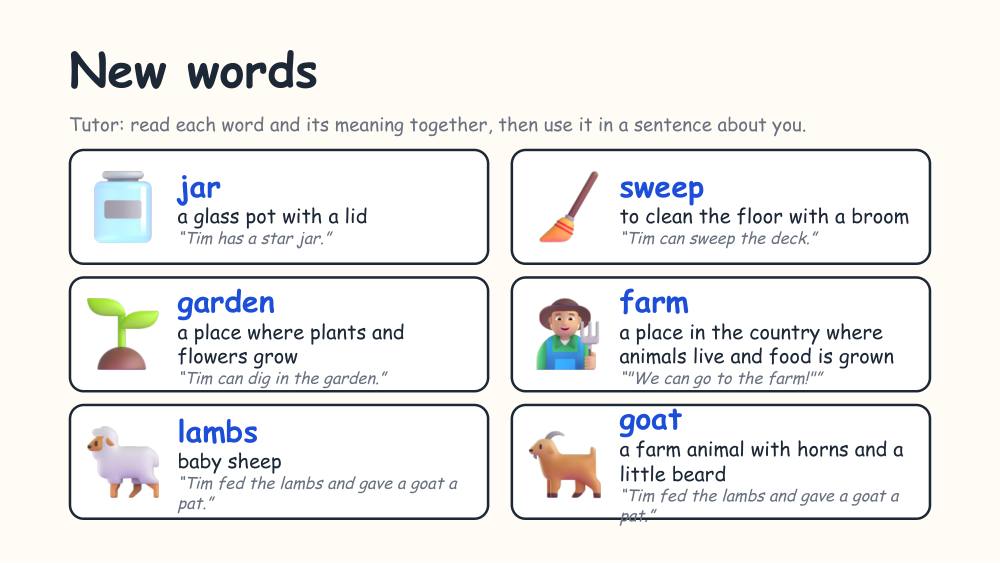 New words
Tutor: read each word and its meaning together, then use it in a sentence about you.
jar
a glass pot with a lid
"Tim has a star jar."
sweep
to clean the floor with a broom
"Tim can sweep the deck."
garden
a place where plants and
flowers grow
"Tim can dig in the garden."
farm
a place in the country where
animals live and food is grown
""We can go to the farm!""
lambs
baby sheep
"Tim fed the lambs and gave a goat a
pat."
goat
a farm animal with horns and a
little beard
"Tim fed the lambs and gave a goat a
pat."